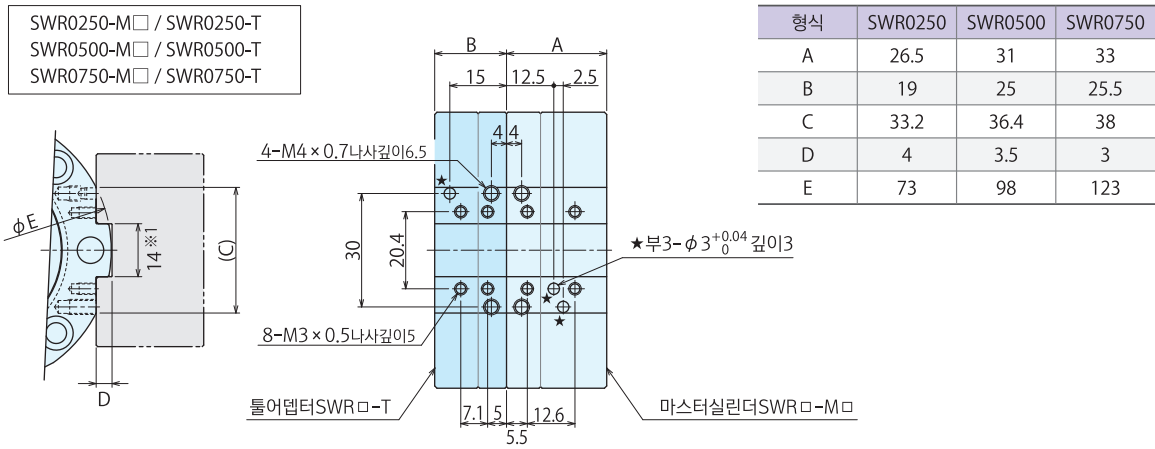 SWR0250-M□ / SWR0250-T
SWR0500-M□ / SWR0500-T
SWR0750-M□ / SWR0750-T
φE
14 ※1
(C)
D
B
A
15
12.5
2.5
4
4
4-M4×0.7나사깊이6.5
★
30
20.4
★부3-φ3 +0.04 0 깊이3
★
★
8-M3×0.5나사깊이5
툴어뎁터SWR□-T
마스터실린더SWR□-M□
7.1
5
12.6
5.5
형식 SWR0250 SWR0500 SWR0750
A 26.5 31 33
B 19 25 25.5
C 33.2 36.4 38
D 4 3.5 3
E 73 98 123